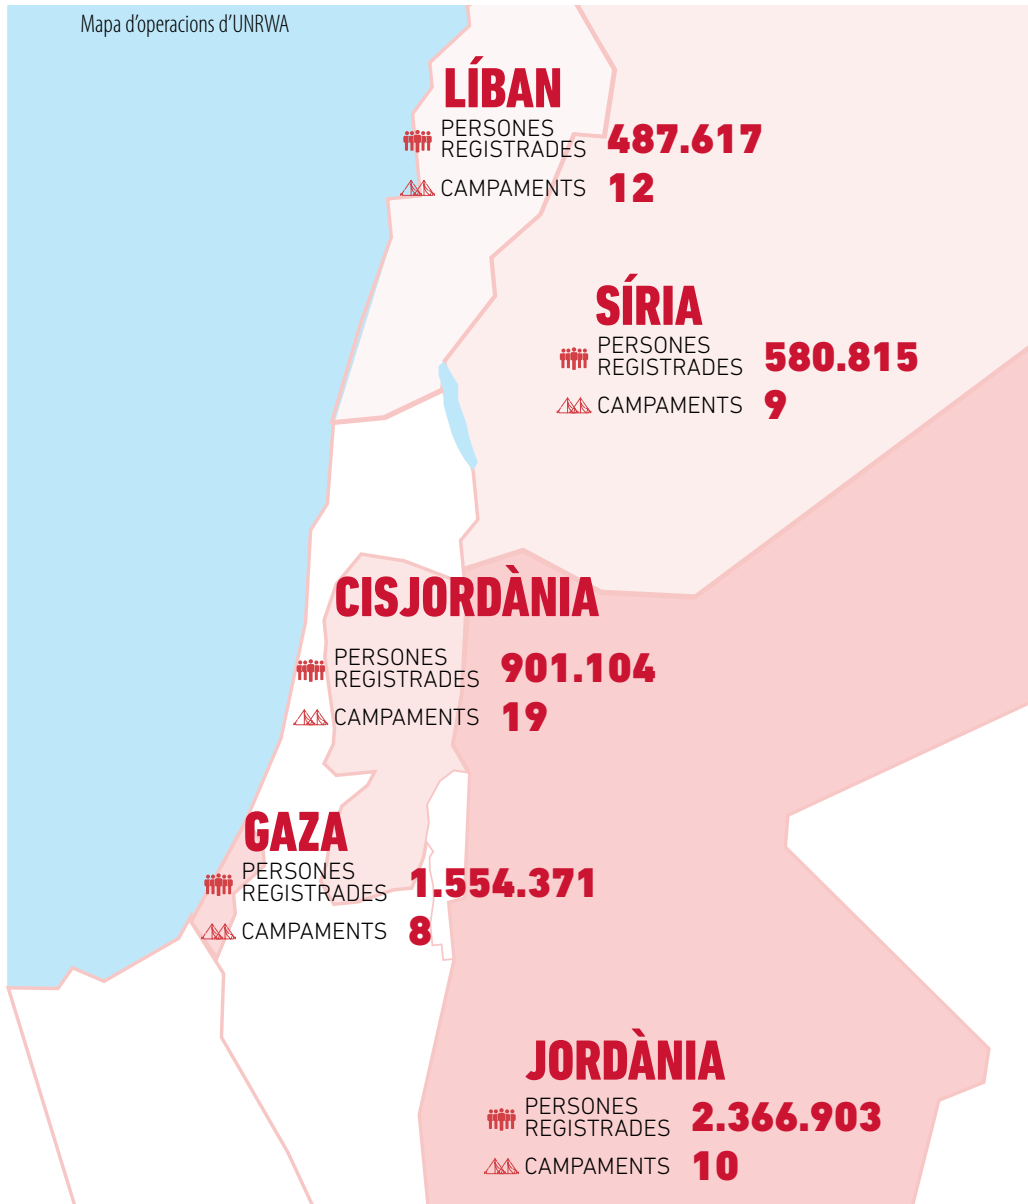 Mapa d'operacions d'UNRWA
LÍBAN
PERSONES
REGISTRADES 487.617
CAMPAMENTS 12
SÍRIA
PERSONES
REGISTRADES 580.815
CAMPAMENTS 9
CISJORDÀNIA
PERSONES
REGISTRADES 901.104
CAMPAMENTS 19
GAZA
PERSONES
REGISTRADES 1.554.371
CAMPAMENTS 8
JORDÀNIA
PERSONES
REGISTRADES 2.366.903
CAMPAMENTS 10